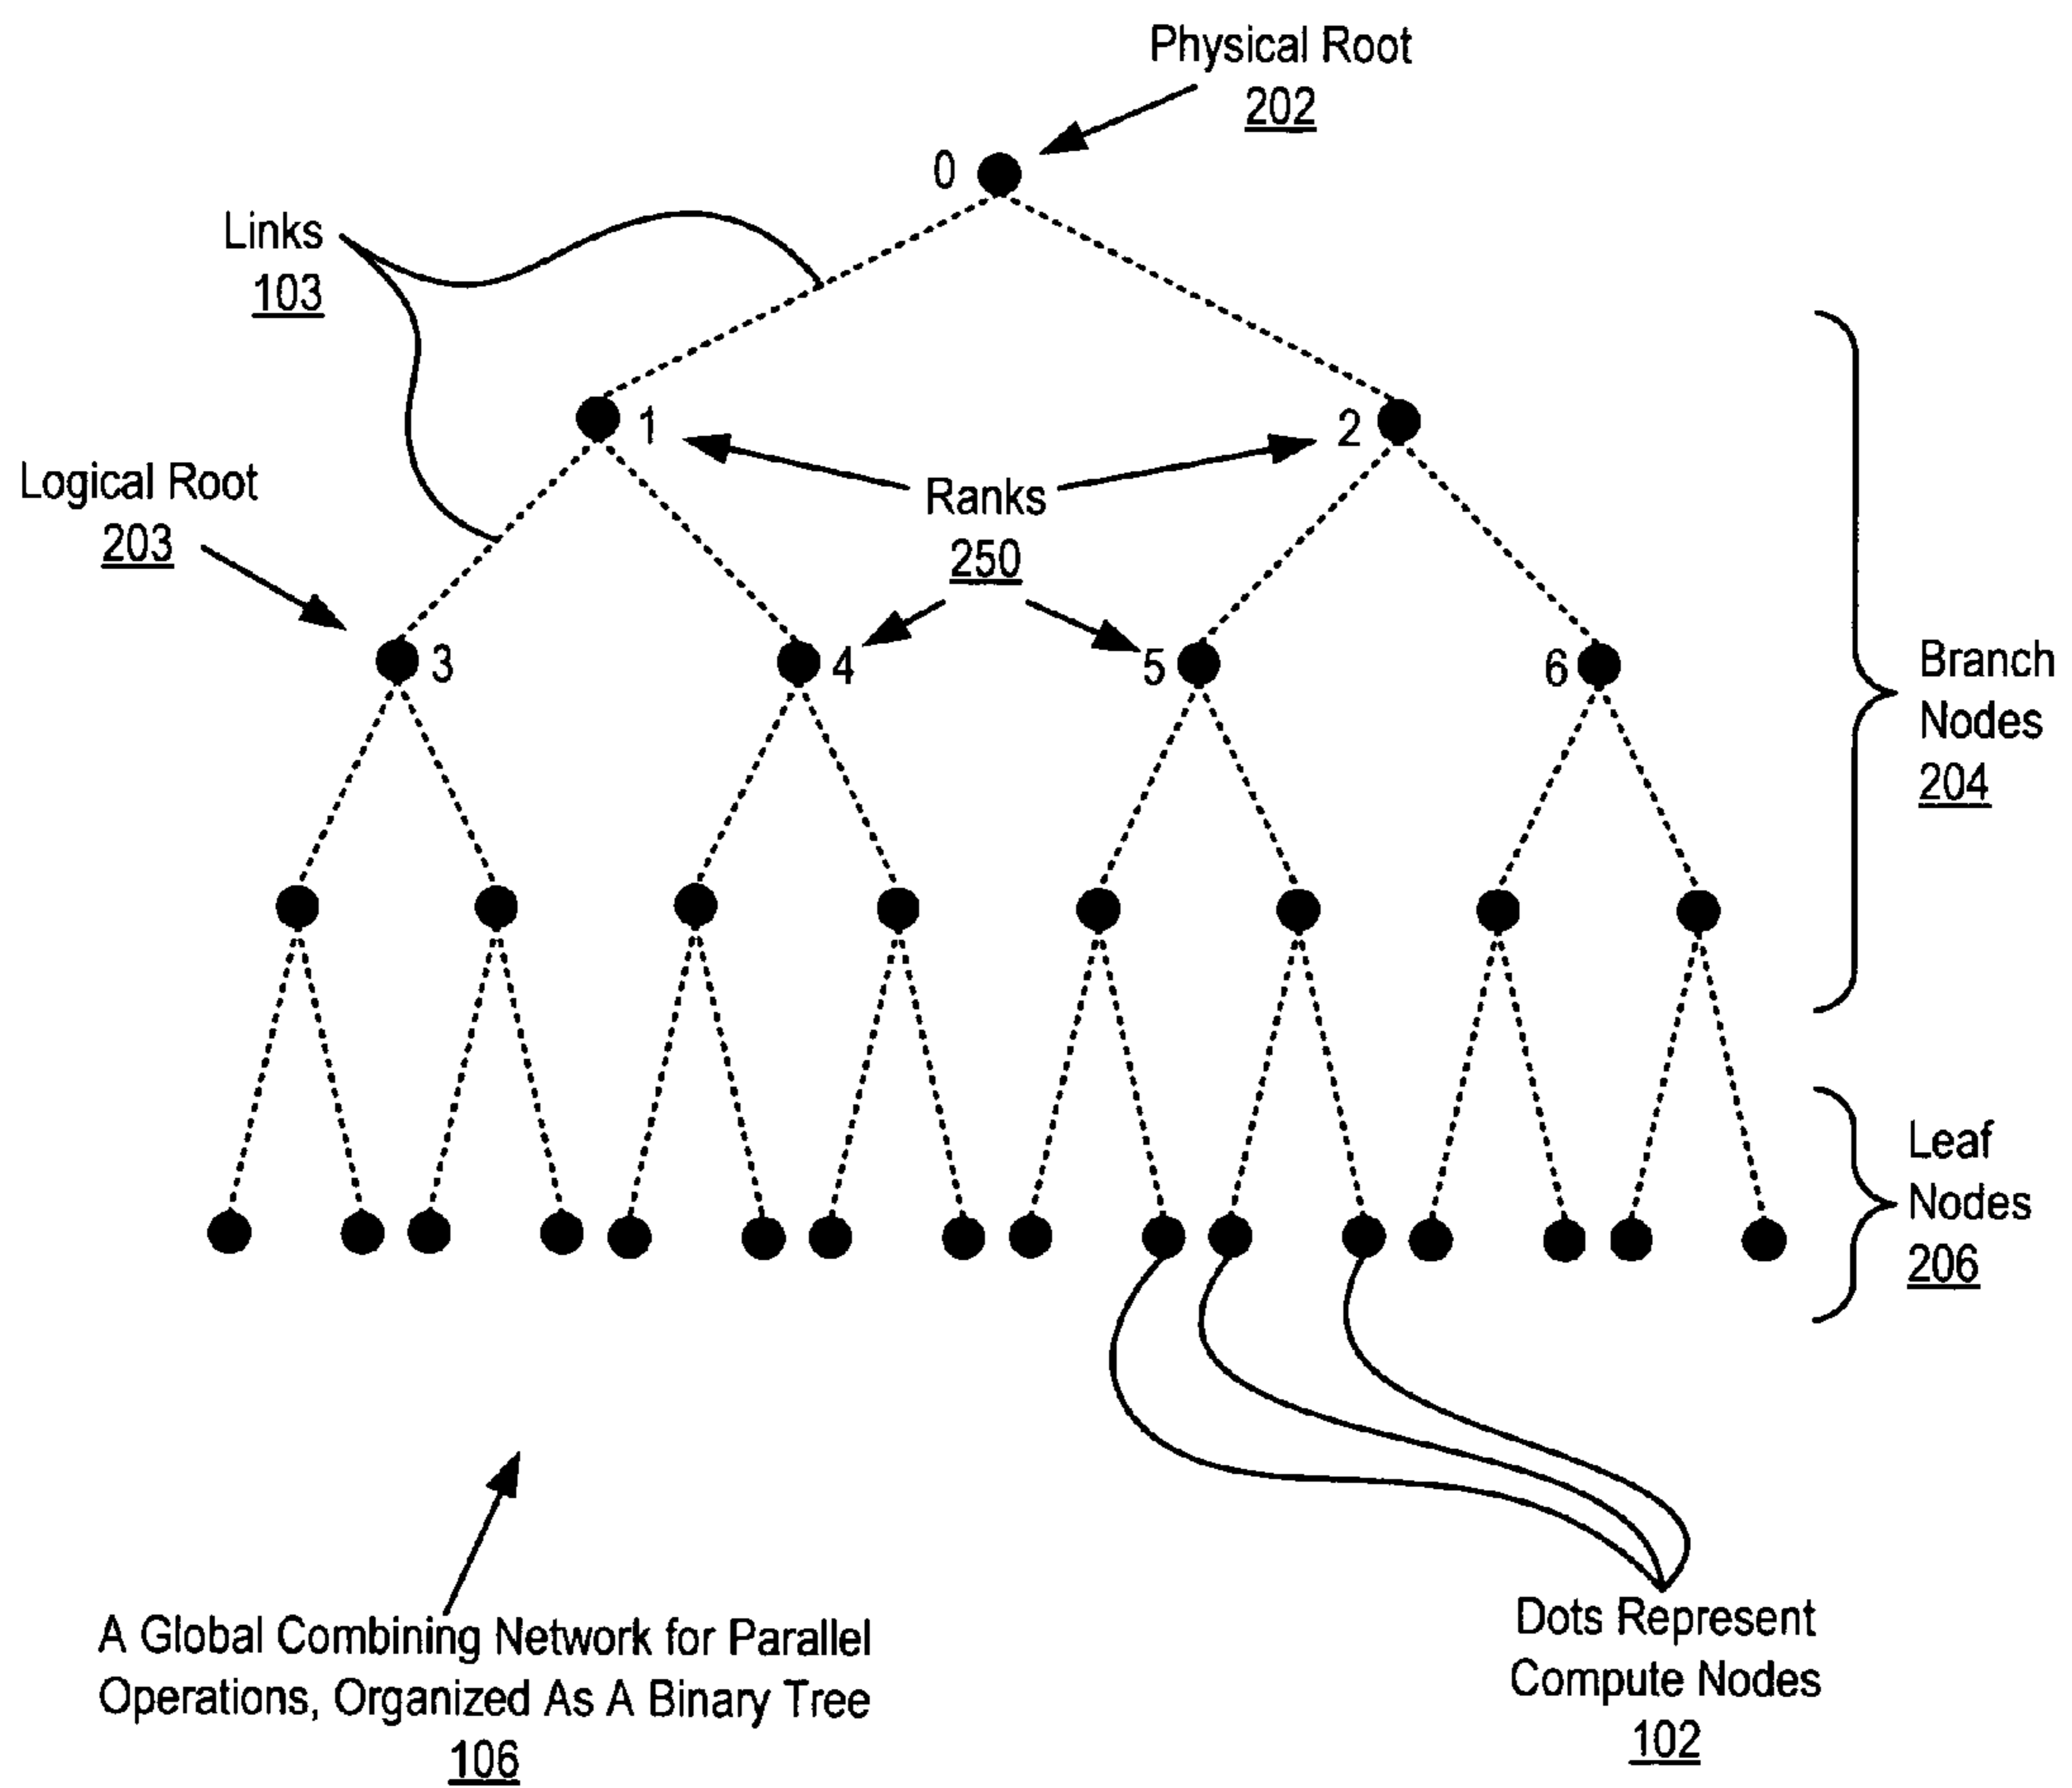 Physical Root
202
0
Links
103
1
2
Logical Root
203
Ranks
250
3
4
5
6
Branch
Nodes
204
Leaf
Nodes
206
A Global Combining Network for Parallel
Operations, Organized As A Binary Tree
106
Dots Represent
Compute Nodes
102